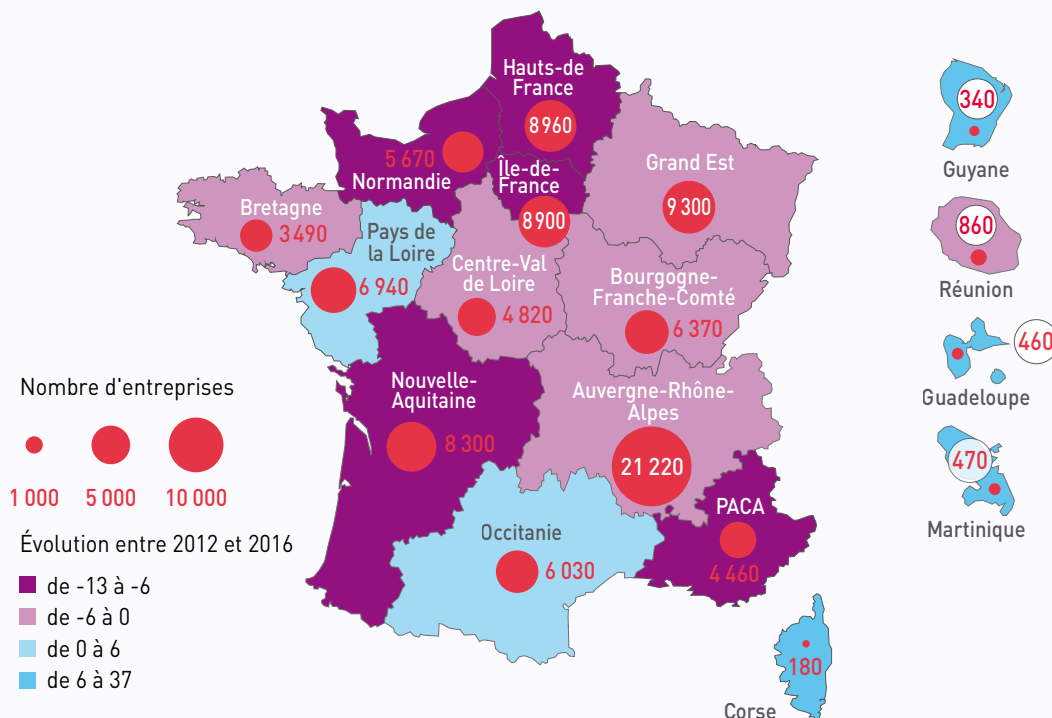 Hauts-de
France
8960
5 670
Normandie
Île-de-
France
8900
Grand Est
9 300
Bretagne
3 490
Pays de
la Loire
6 940
Centre-Val
de Loire
4 820
Bourgogne-
Franche-Comté
6 370
Nouvelle-
Aquitaine
8 300
Auvergne-Rhône-
Alpes
21 220
Occitanie
6 030
PACA
4 460
180
Corse
340
Guyane
860
Réunion
460
Guadeloupe
470
Martinique
Nombre d'entreprises
1 000 5 000 10 000
Évolution entre 2012 et 2016
de -13 à -6
de -6 à 0
de 0 à 6
de 6 à 37